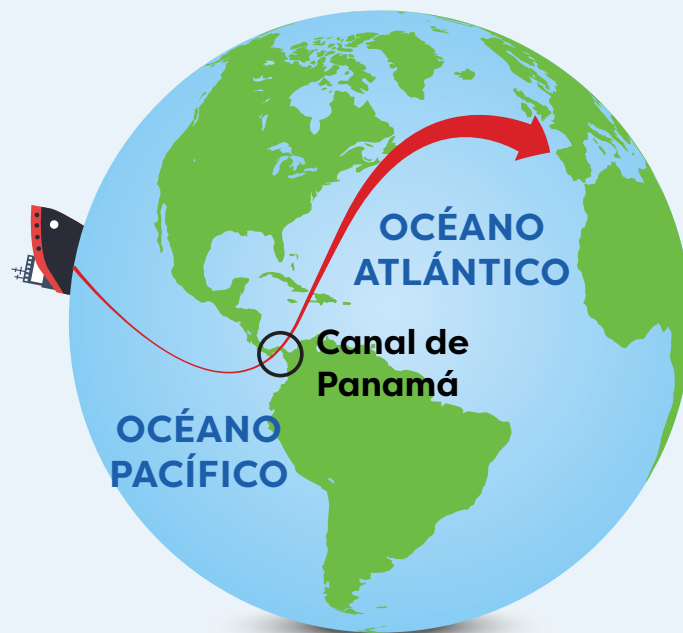 OCÉANO
ATLÁNTICO
Canal de
Panamá
OCÉANO
PACÍFICO